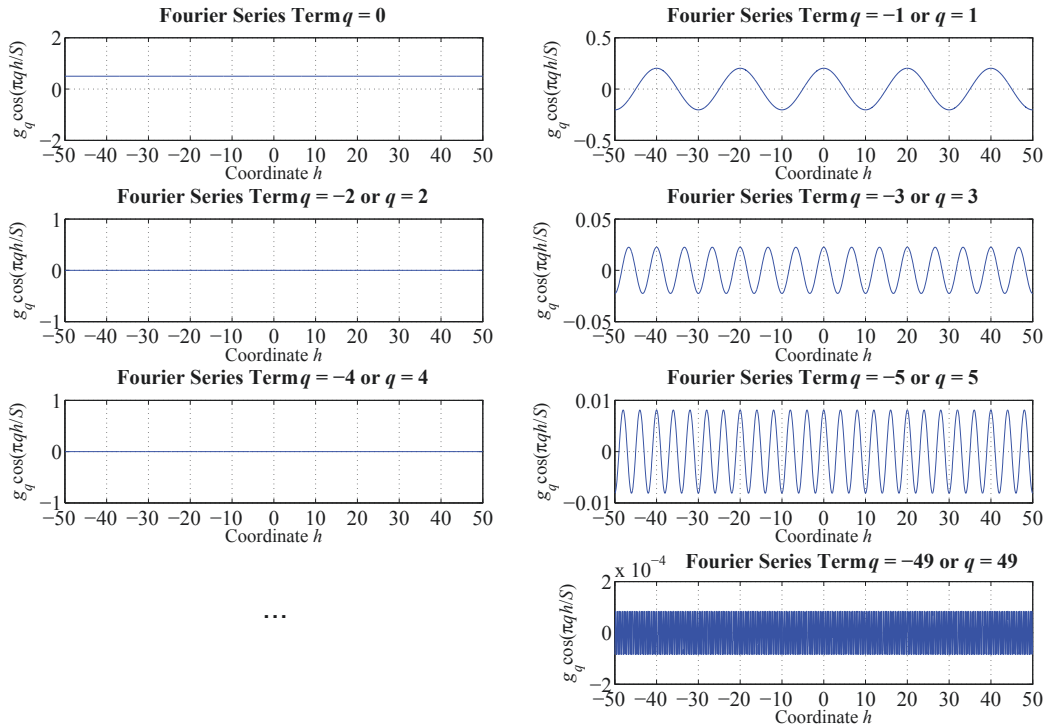 Fourier Series Term q = 0
g_q cos(πqh/S)
2
0
−2
−50 −40 −30 −20 −10 0 10 20 30 40 50
Coordinate h
Fourier Series Term q = −1 or q = 1
g_q cos(πqh/S)
0.5
0
−0.5
−50 −40 −30 −20 −10 0 10 20 30 40 50
Coordinate h
Fourier Series Term q = −2 or q = 2
g_q cos(πqh/S)
1
0
−1
−50 −40 −30 −20 −10 0 10 20 30 40 50
Coordinate h
Fourier Series Term q = −3 or q = 3
g_q cos(πqh/S)
0.05
0
−0.05
−50 −40 −30 −20 −10 0 10 20 30 40 50
Coordinate h
Fourier Series Term q = −4 or q = 4
g_q cos(πqh/S)
1
0
−1
−50 −40 −30 −20 −10 0 10 20 30 40 50
Coordinate h
Fourier Series Term q = −5 or q = 5
g_q cos(πqh/S)
0.01
0
−0.01
−50 −40 −30 −20 −10 0 10 20 30 40 50
Coordinate h
...
Fourier Series Term q = −49 or q = 49
x 10⁻⁴
g_q cos(πqh/S)
2
0
−2
−50 −40 −30 −20 −10 0 10 20 30 40 50
Coordinate h